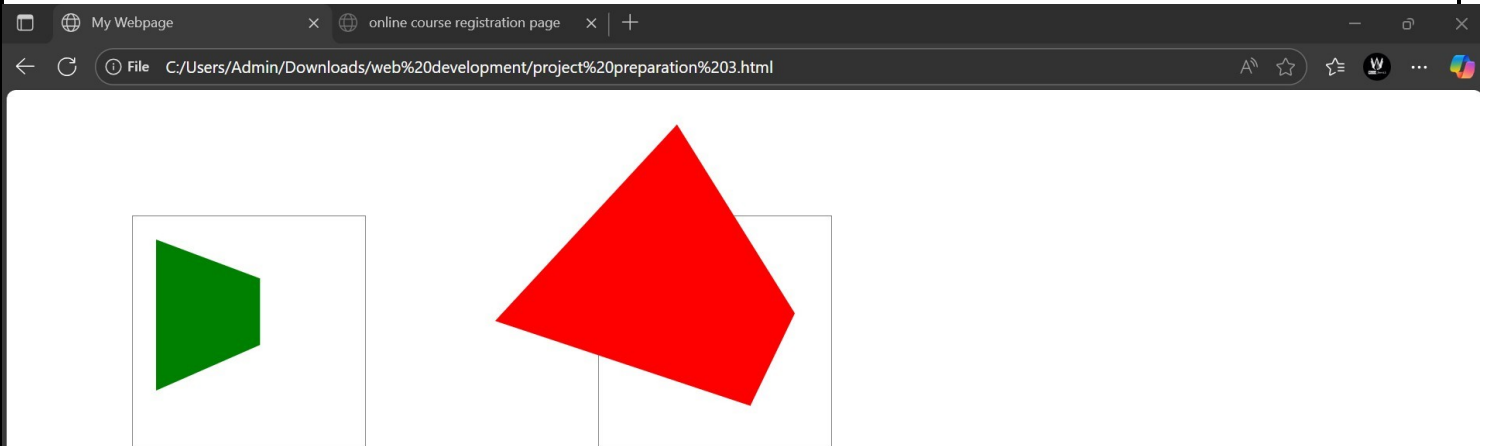 My Webpage
online course registration page
File C:/Users/Admin/Downloads/web%20development/project%20preparation%203.html